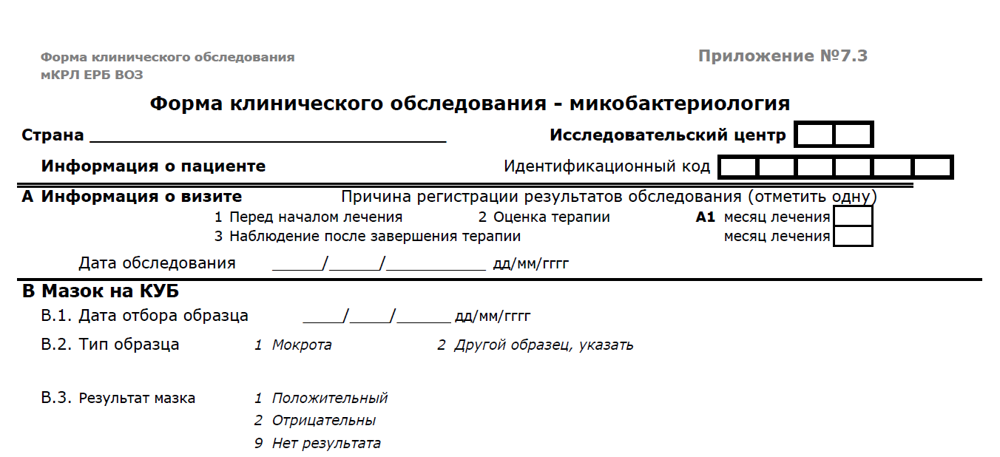 Форма клинического обследования Приложение №7.3
мКРЛ ЕРБ ВОЗ
Форма клинического обследования - микобактериология
Страна ____________________ Исследовательский центр
Информация о пациенте Идентификационный код
A Информация о визите Причина регистрации результатов обследования (отметить одну)
1 Перед началом лечения 2 Оценка терапии A1 месяц лечения
3 Наблюдение после завершения терапии месяц лечения
Дата обследования ______/______/____________ дд/мм/гггг
B Мазок на КУБ
B.1. Дата отбора образца _____/_____/_______ дд/мм/гггг
B.2. Тип образца 1 Мокрота 2 Другой образец, указать
B.3. Результат мазка 1 Положительный
2 Отрицательны
9 Нет результата